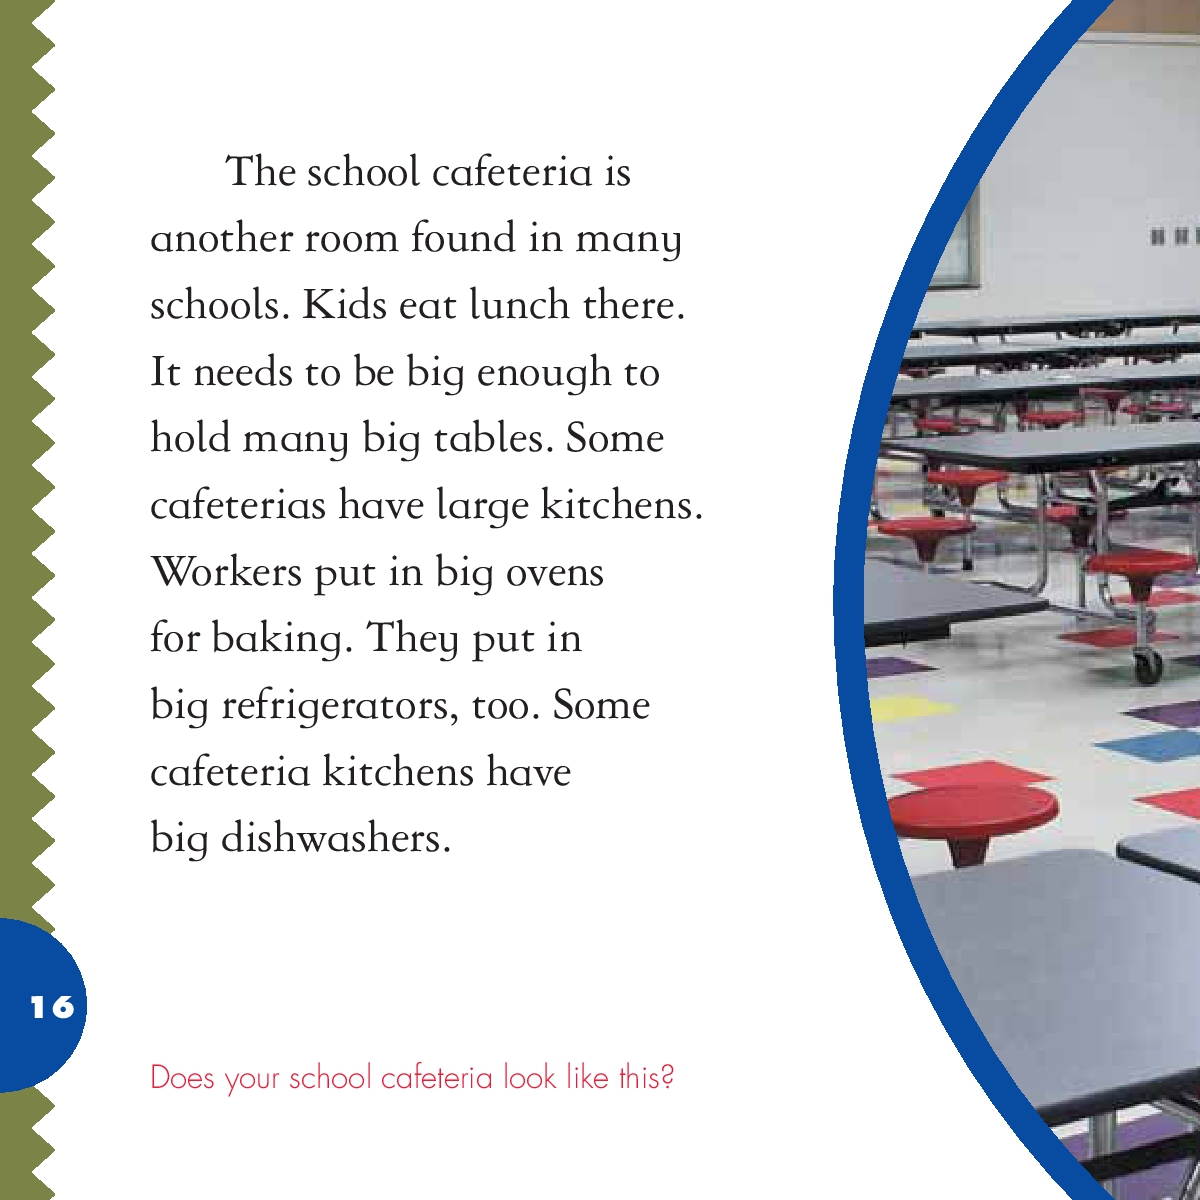 The school cafeteria is
another room found in many
schools. Kids eat lunch there.
It needs to be big enough to
hold many big tables. Some
cafeterias have large kitchens.
Workers put in big ovens
for baking. They put in
big refrigerators, too. Some
cafeteria kitchens have
big dishwashers.
16
Does your school cafeteria look like this?